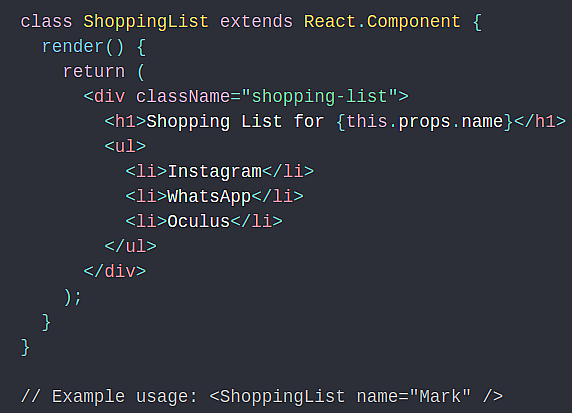 class ShoppingList extends React.Component {
  render() {
    return (
      <div className="shopping-list">
        <h1>Shopping List for {this.props.name}</h1>
        <ul>
          <li>Instagram</li>
          <li>WhatsApp</li>
          <li>Oculus</li>
        </ul>
      </div>
    );
  }
}

// Example usage: <ShoppingList name="Mark" />